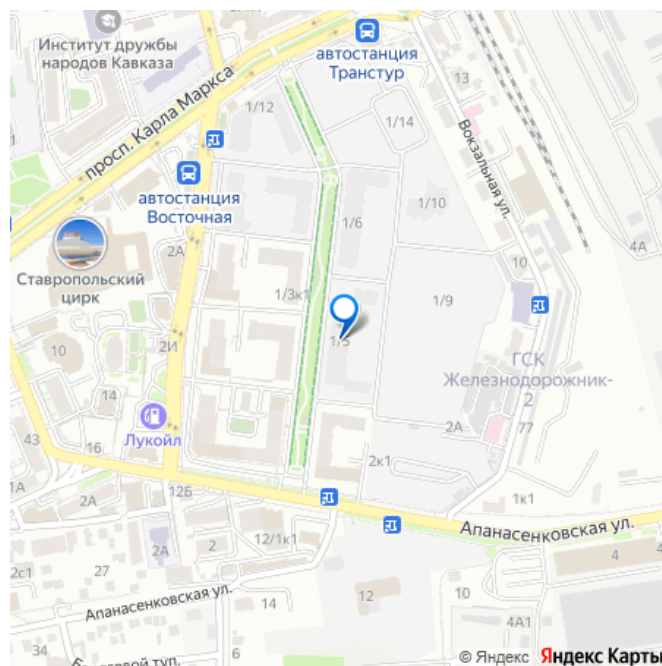 Институт дружбы
народов Кавказа
автостанция
Транстур
13
1/12
1/14
просп. Карла Маркса
Вокзальная ул.
автостанция
Восточная
1/6
1/10
4А
2А
Ставропольский
цирк
10
1/3к1
1/9
2И
10
ГСК
Железнодорожник-
2
14
Лукойл
43
16
2А
77
2к1
1А
2А
12Б
1к1
Апанасенковская ул.
2А
2
12/1к1
4
4
2с1
27
12
10
Апанасенковская ул.
14
4А1
6
© Яндекс Яндекс Карты